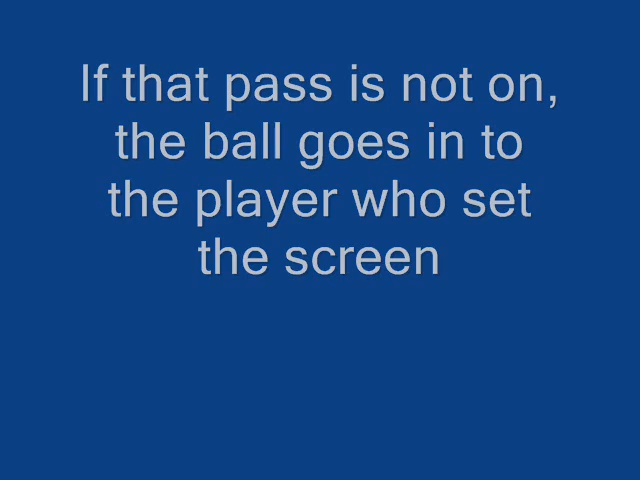 If that pass is not on,
the ball goes in to
the player who set
the screen